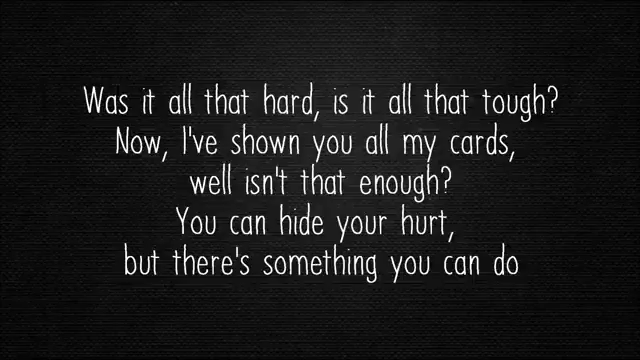 Was it all that hard, is it all that tough?
Now, I've shown you all my cards,
well isn't that enough?
You can hide your hurt,
but there's something you can do